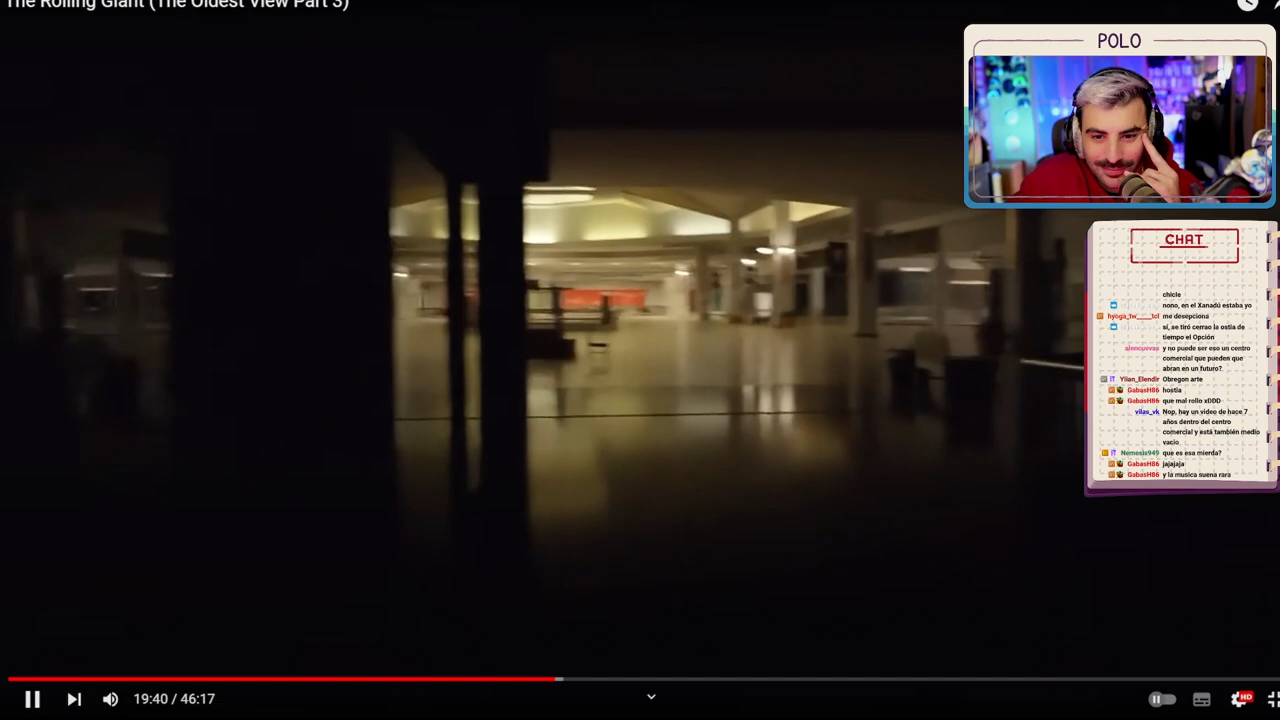 The Rolling Giant (The Oldest View Part 3)
POLO
CHAT
chicle
nono, en el Xanadú estaba yo
hyoga_tw____tcl me desepciona
sí, se tiró cerrao la ostia de
tiempo el Opción
alencuevas y no puede ser eso un centro
comercial que pueden que
abran en un futuro?
Ylian_Elendir Obregon arte
GabasH86 hostia
GabasH86 que mal rollo xDDD
vilas_vk Nop, hay un video de hace 7
años dentro del centro
comercial y está también medio
vacío
Nemesis949 que es esa mierda?
GabasH86 jajajaja
GabasH86 y la musica suena rara
19:40 / 46:17
HD